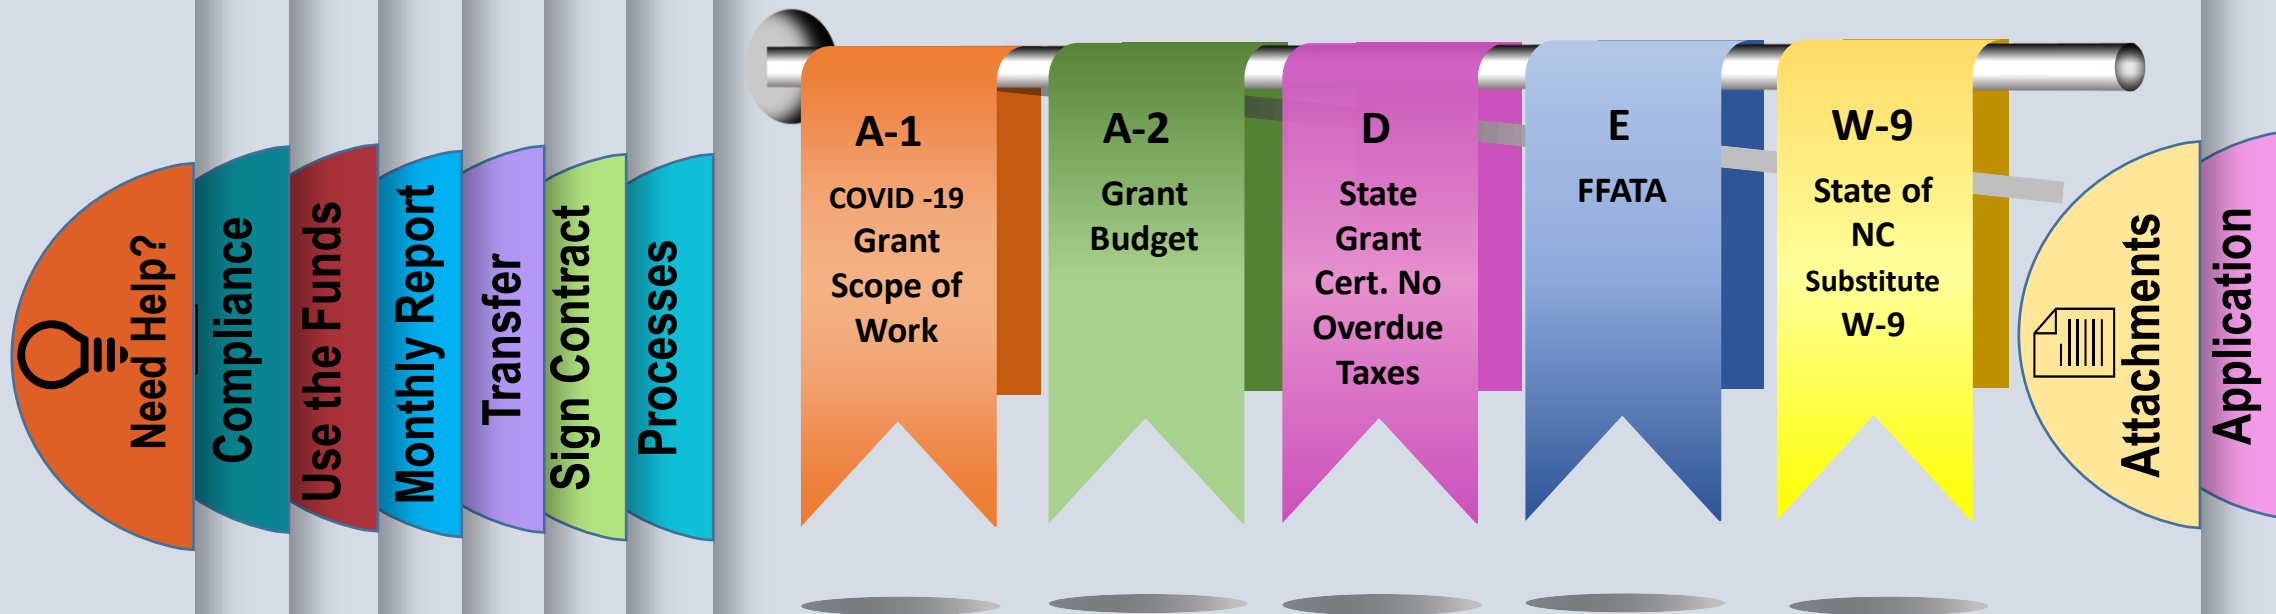 Need Help?
Compliance
Use the Funds
Monthly Report
Transfer
Sign Contract
Processes
A-1
COVID -19
Grant
Scope of
Work
A-2
Grant
Budget
D
State
Grant
Cert. No
Overdue
Taxes
E
FFATA
W-9
State of
NC
Substitute
W-9
Attachments
Application